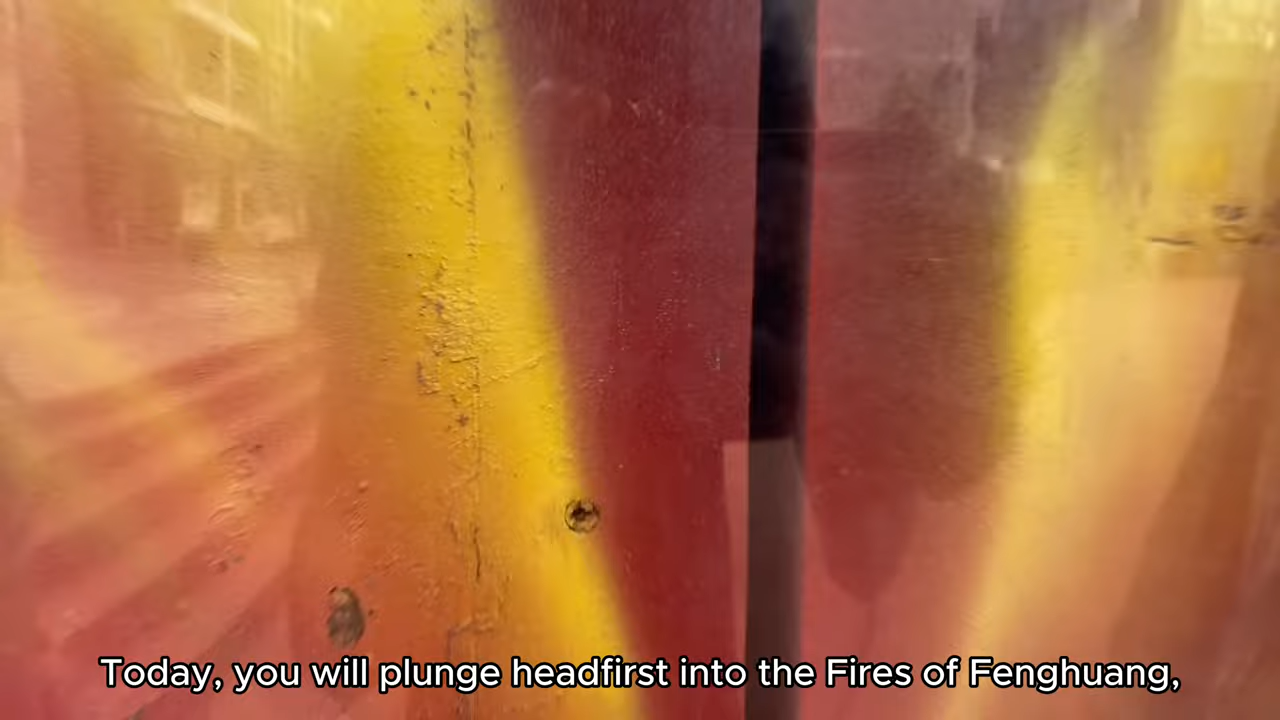 Today, you will plunge headfirst into the Fires of Fenghuang,